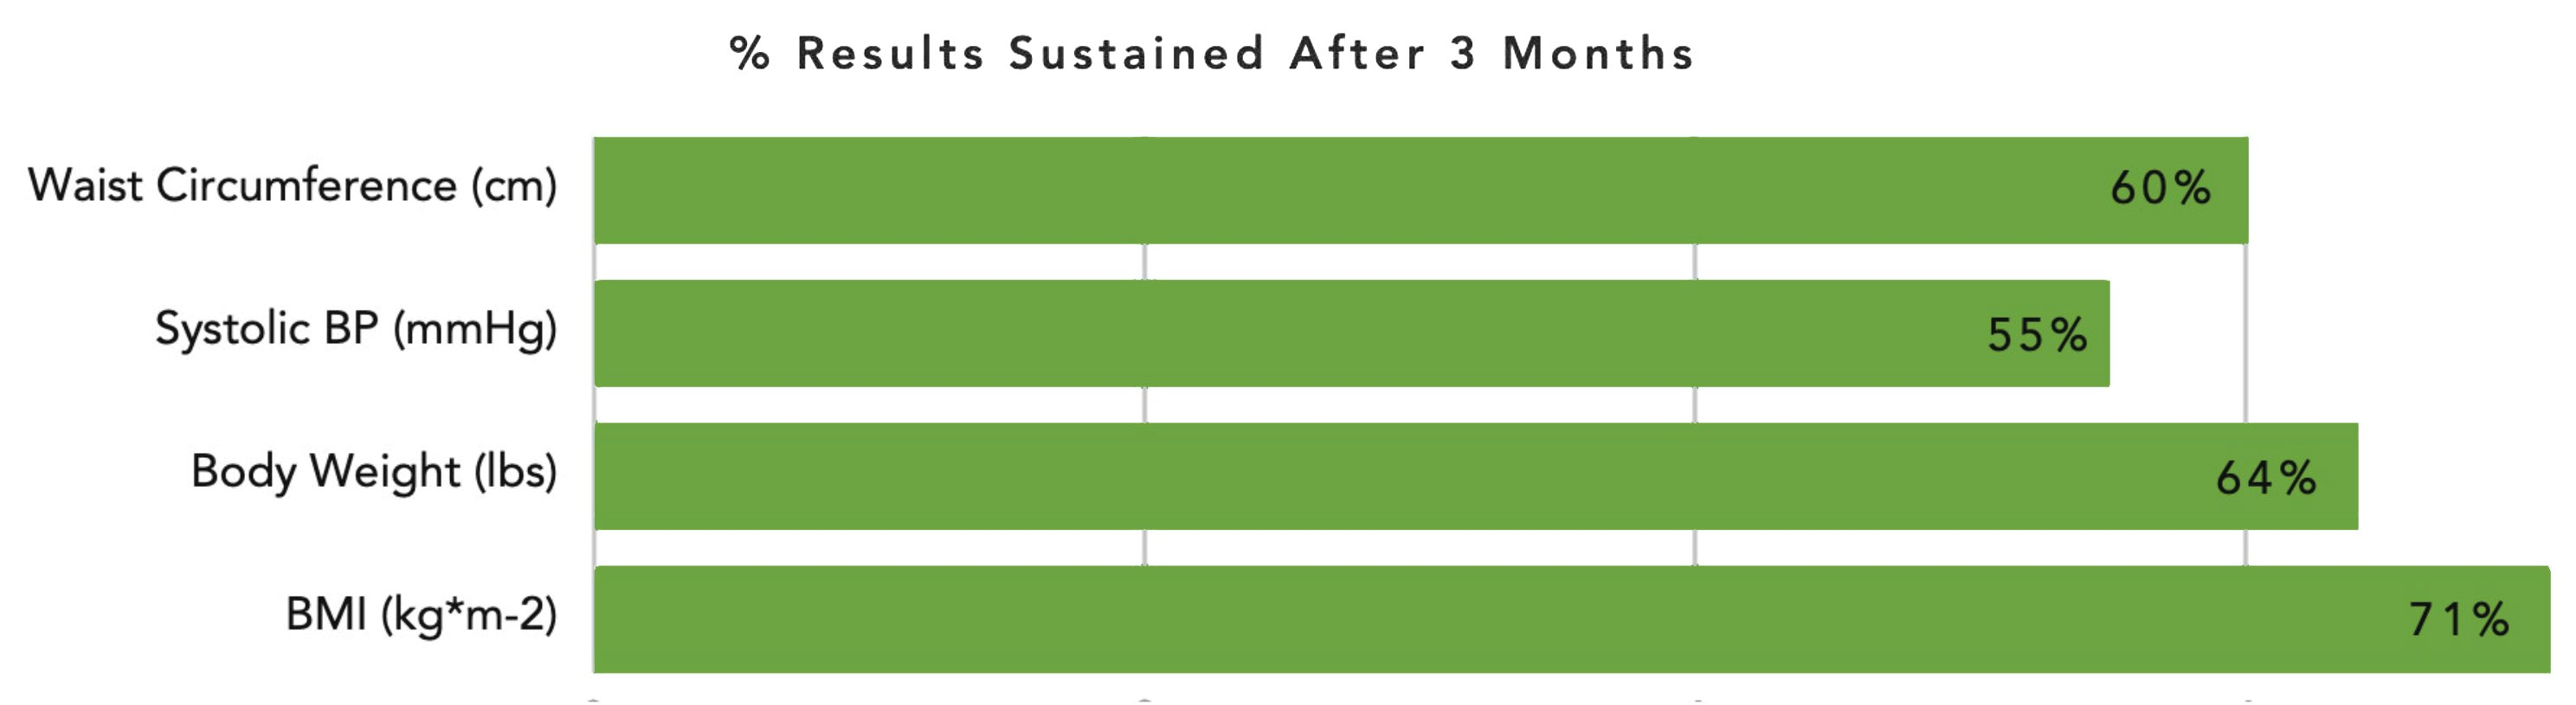 % Results Sustained After 3 Months
Waist Circumference (cm)
60%
Systolic BP (mmHg)
55%
Body Weight (lbs)
64%
BMI (kg*m-2)
71%